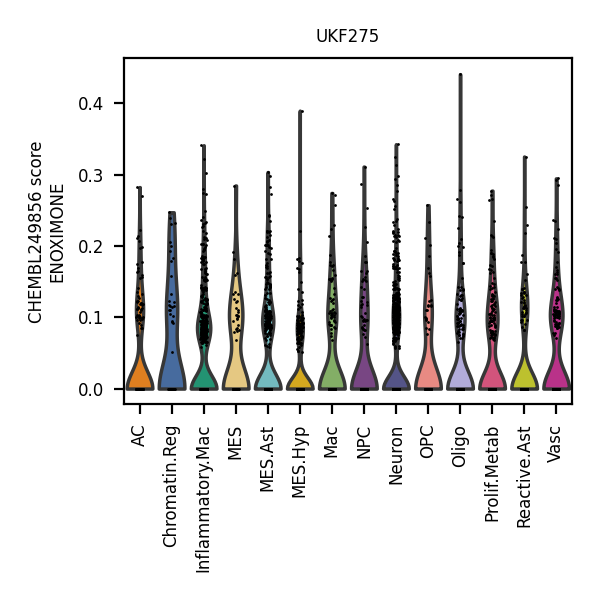 UKF275
CHEMBL249856 score
ENOXIMONE
0.4
0.3
0.2
0.1
0.0
AC
Chromatin.Reg
Inflammatory.Mac
MES
MES.Ast
MES.Hyp
Mac
NPC
Neuron
OPC
Oligo
Prolif.Metab
Reactive.Ast
Vasc